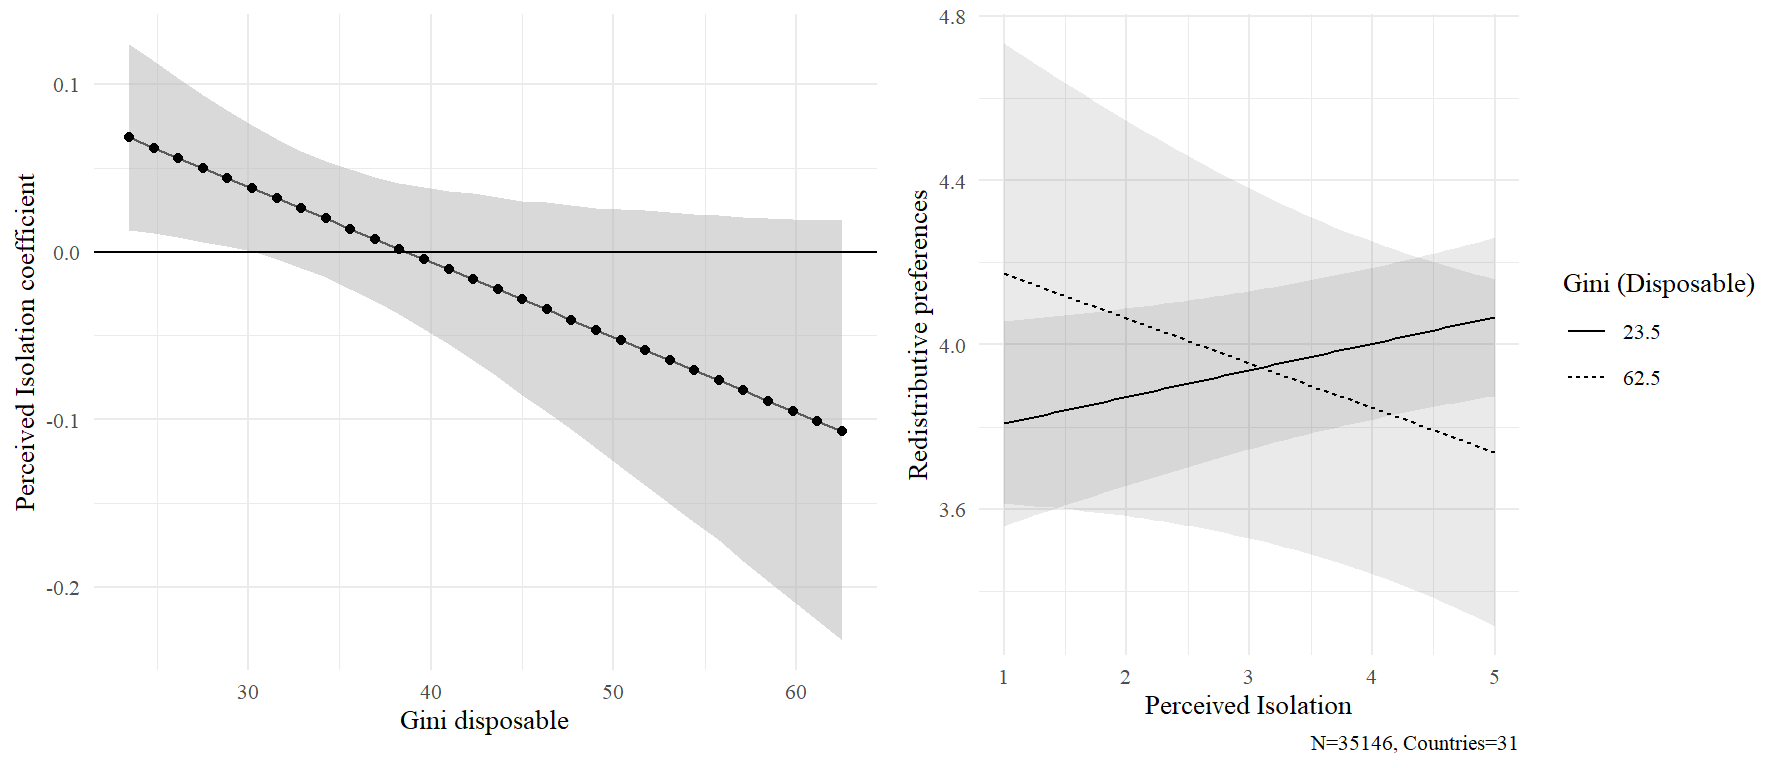 Perceived Isolation coefficient
0.1
0.0
-0.1
-0.2
30 40 50 60
Gini disposable
Redistributive preferences
4.8
4.4
4.0
3.6
1 2 3 4 5
Perceived Isolation
N=35146, Countries=31
Gini (Disposable)
23.5
62.5